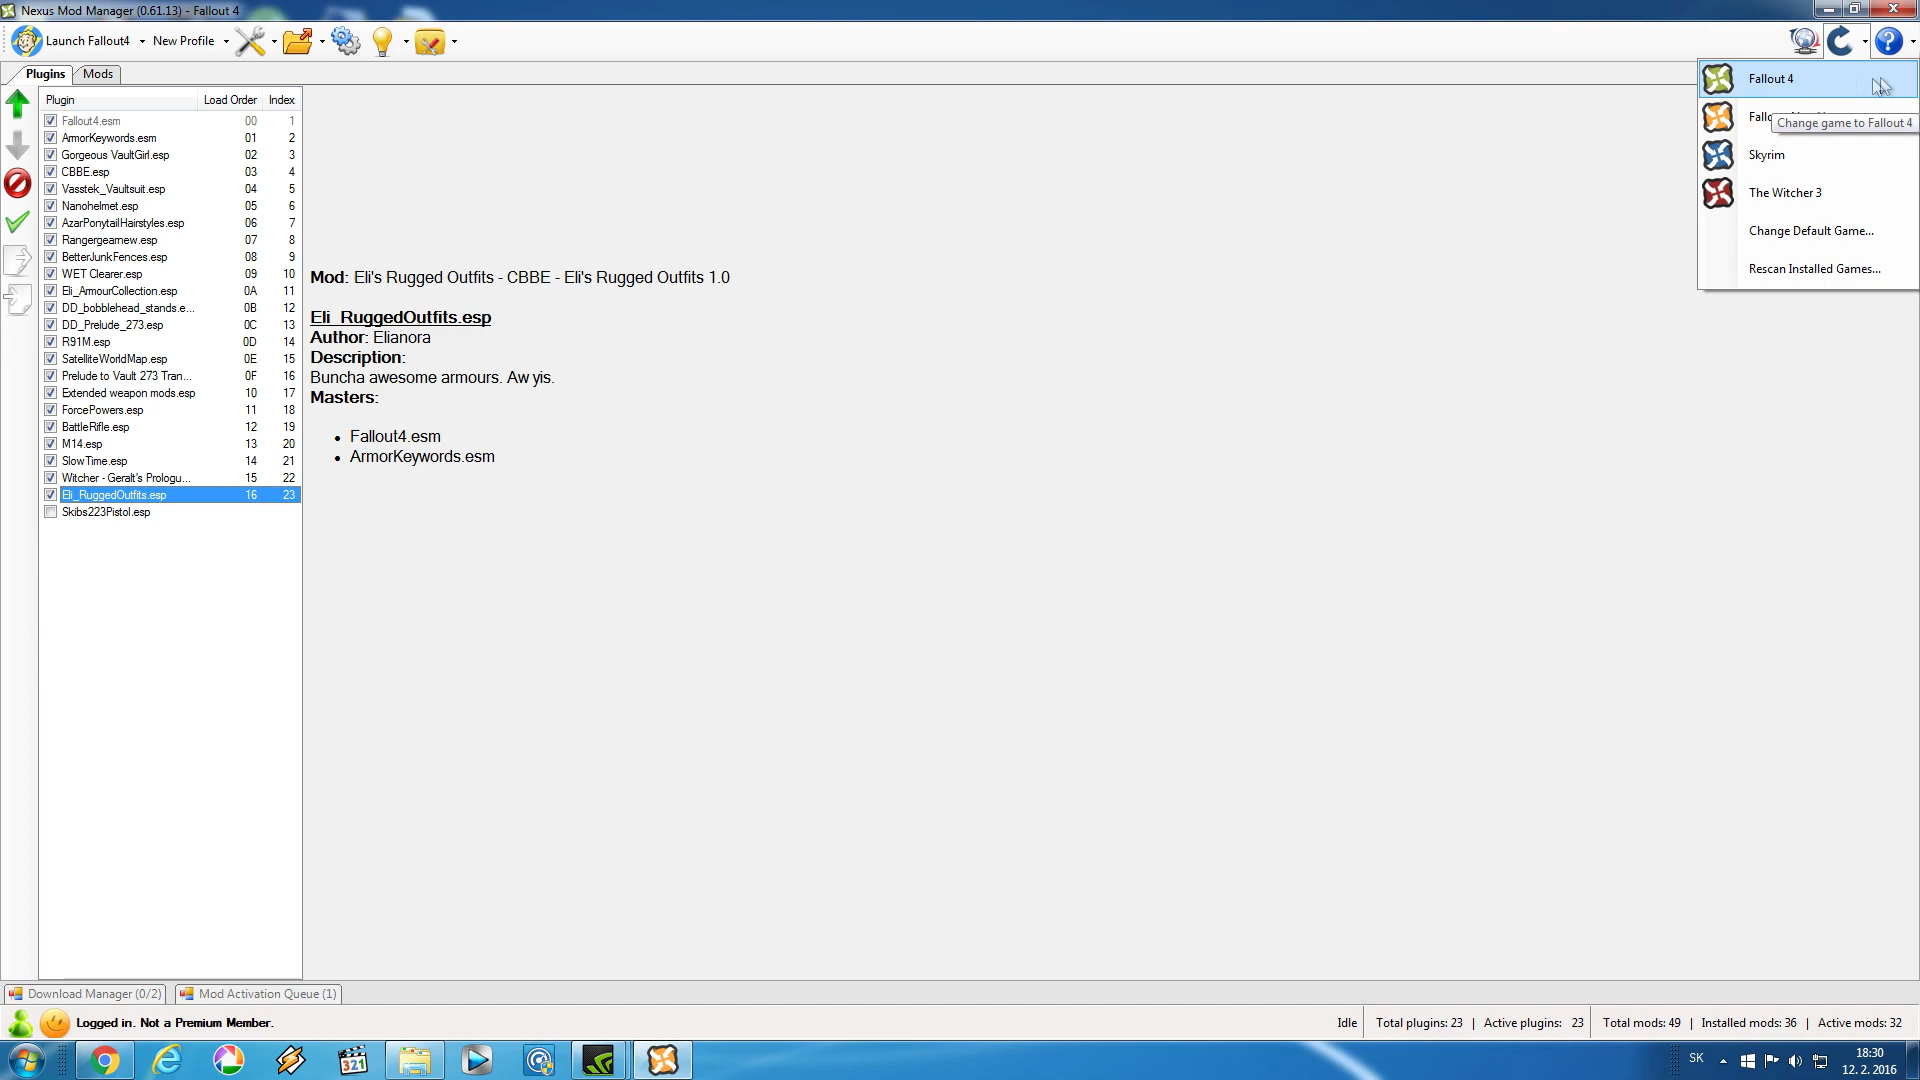 Nexus Mod Manager (0.61.13) - Fallout 4
Launch Fallout4 New Profile
Plugins Mods
Plugin Load Order Index
Fallout4.esm 00 1
ArmorKeywords.esm 01 2
Gorgeous VaultGirl.esp 02 3
CBBE.esp 03 4
Vasstek_Vaultsuit.esp 04 5
Nanohelmet.esp 05 6
AzarPonytailHairstyles.esp 06 7
Rangergearnew.esp 07 8
BetterJunkFences.esp 08 9
WET Clearer.esp 09 10
Eli_ArmourCollection.esp 0A 11
DD_bobblehead_stands.e... 0B 12
DD_Prelude_273.esp 0C 13
R91M.esp 0D 14
SatelliteWorldMap.esp 0E 15
Prelude to Vault 273 Tran... 0F 16
Extended weapon mods.esp 10 17
ForcePowers.esp 11 18
BattleRifle.esp 12 19
M14.esp 13 20
SlowTime.esp 14 21
Witcher - Geralt's Prologu... 15 22
Eli_RuggedOutfits.esp 16 23
Skibs223Pistol.esp
Mod: Eli's Rugged Outfits - CBBE - Eli's Rugged Outfits 1.0
Eli_RuggedOutfits.esp
Author: Elianora
Description:
Buncha awesome armours. Aw yis.
Masters:
• Fallout4.esm
• ArmorKeywords.esm
Fallout 4
Change game to Fallout 4
Skyrim
The Witcher 3
Change Default Game...
Rescan Installed Games...
Download Manager (0/2) Mod Activation Queue (1)
Logged in. Not a Premium Member.
Idle Total plugins: 23 | Active plugins: 23 Total mods: 49 | Installed mods: 36 | Active mods: 32
321
SK
18:30
12. 2. 2016